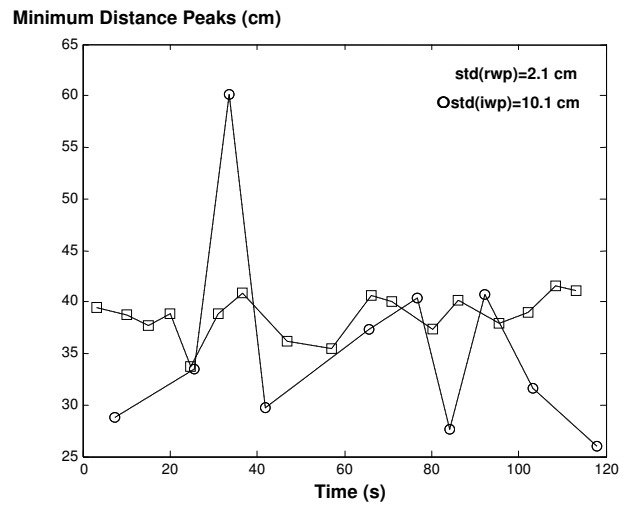 Minimum Distance Peaks (cm)
65
60
55
50
45
40
35
30
25
std(rwp)=2.1 cm
Ostd(iwp)=10.1 cm
0 20 40 60 80 100 120
Time (s)